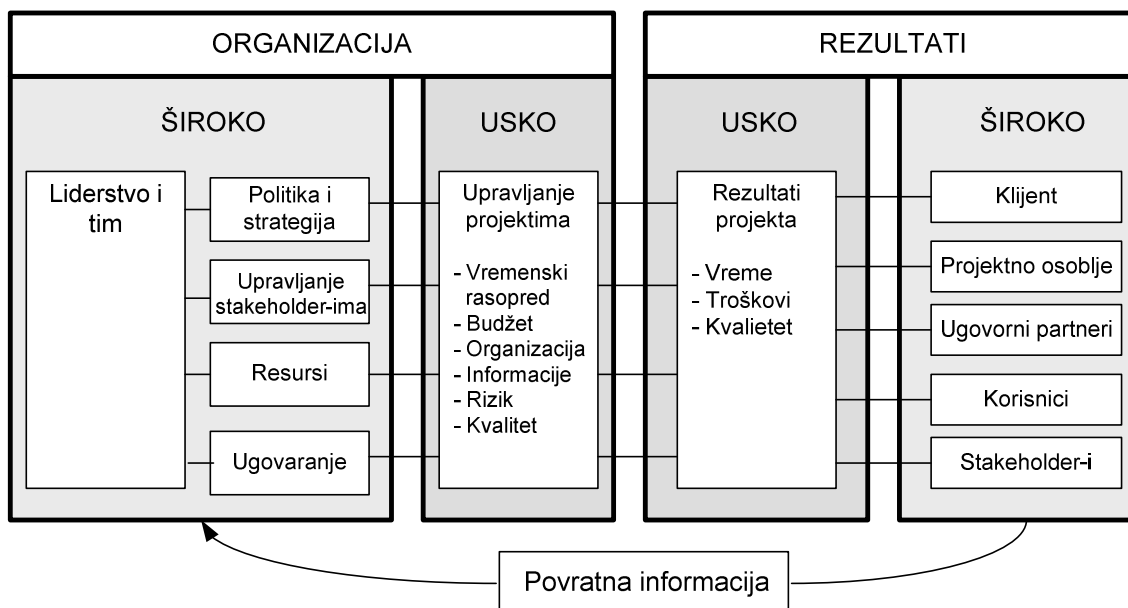 ORGANIZACIJA
ŠIROKO
Liderstvo i
tim
Politika i
strategija
Upravljanje
stakeholder-ima
Resursi
Ugovaranje
USKO
Upravljanje
projektima
- Vremenski
rasopred
- Budžet
- Organizacija
- Informacije
- Rizik
- Kvalitet
REZULTATI
USKO
Rezultati
projekta
- Vreme
- Troškovi
- Kvalietet
ŠIROKO
Klijent
Projektno osoblje
Ugovorni partneri
Korisnici
Stakeholder-i
Povratna informacija